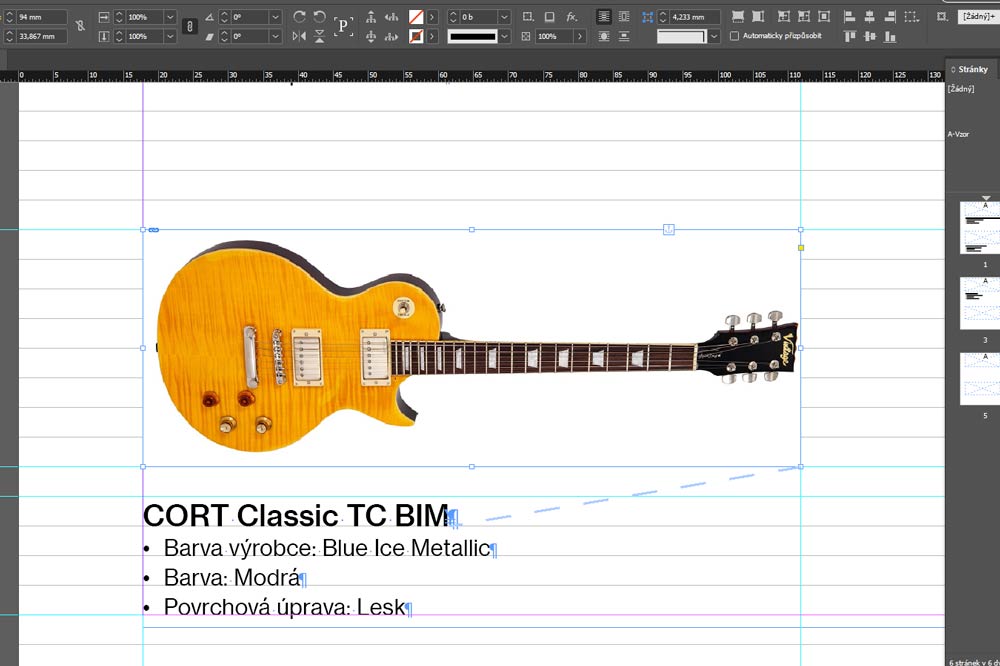 94 mm 100% 0° P 0 b fx. 4,233 mm [Žádný]+
33,867 mm 100% 0° 100% Automaticky přizpůsobit
0 5 10 15 20 25 30 35 40 45 50 55 60 65 70 75 80 85 90 95 100 105 110 115 120 125 130
Stránky
[Žádný]
A-Vzor
A
1
A
3
A
5
Vintage
CORT Classic TC BIM¶
• Barva výrobce: Blue Ice Metallic¶
• Barva: Modrá¶
• Povrchová úprava: Lesk¶
6 stránek v 6